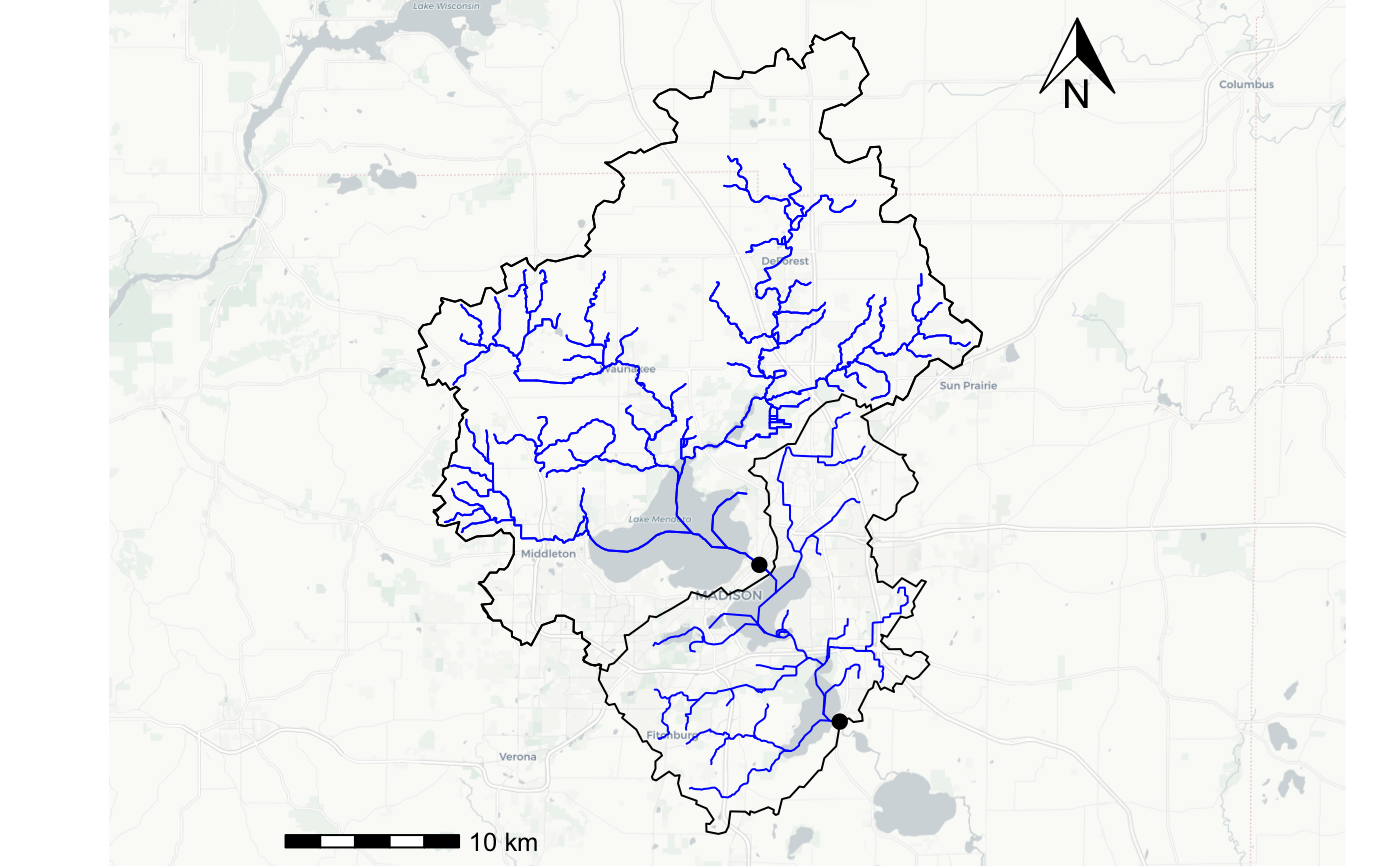 Lake Wisconsin
Columbus
N
DeForest
Waunakee
Sun Prairie
Lake Mendota
Middleton
MADISON
Fitchburg
Verona
10 km